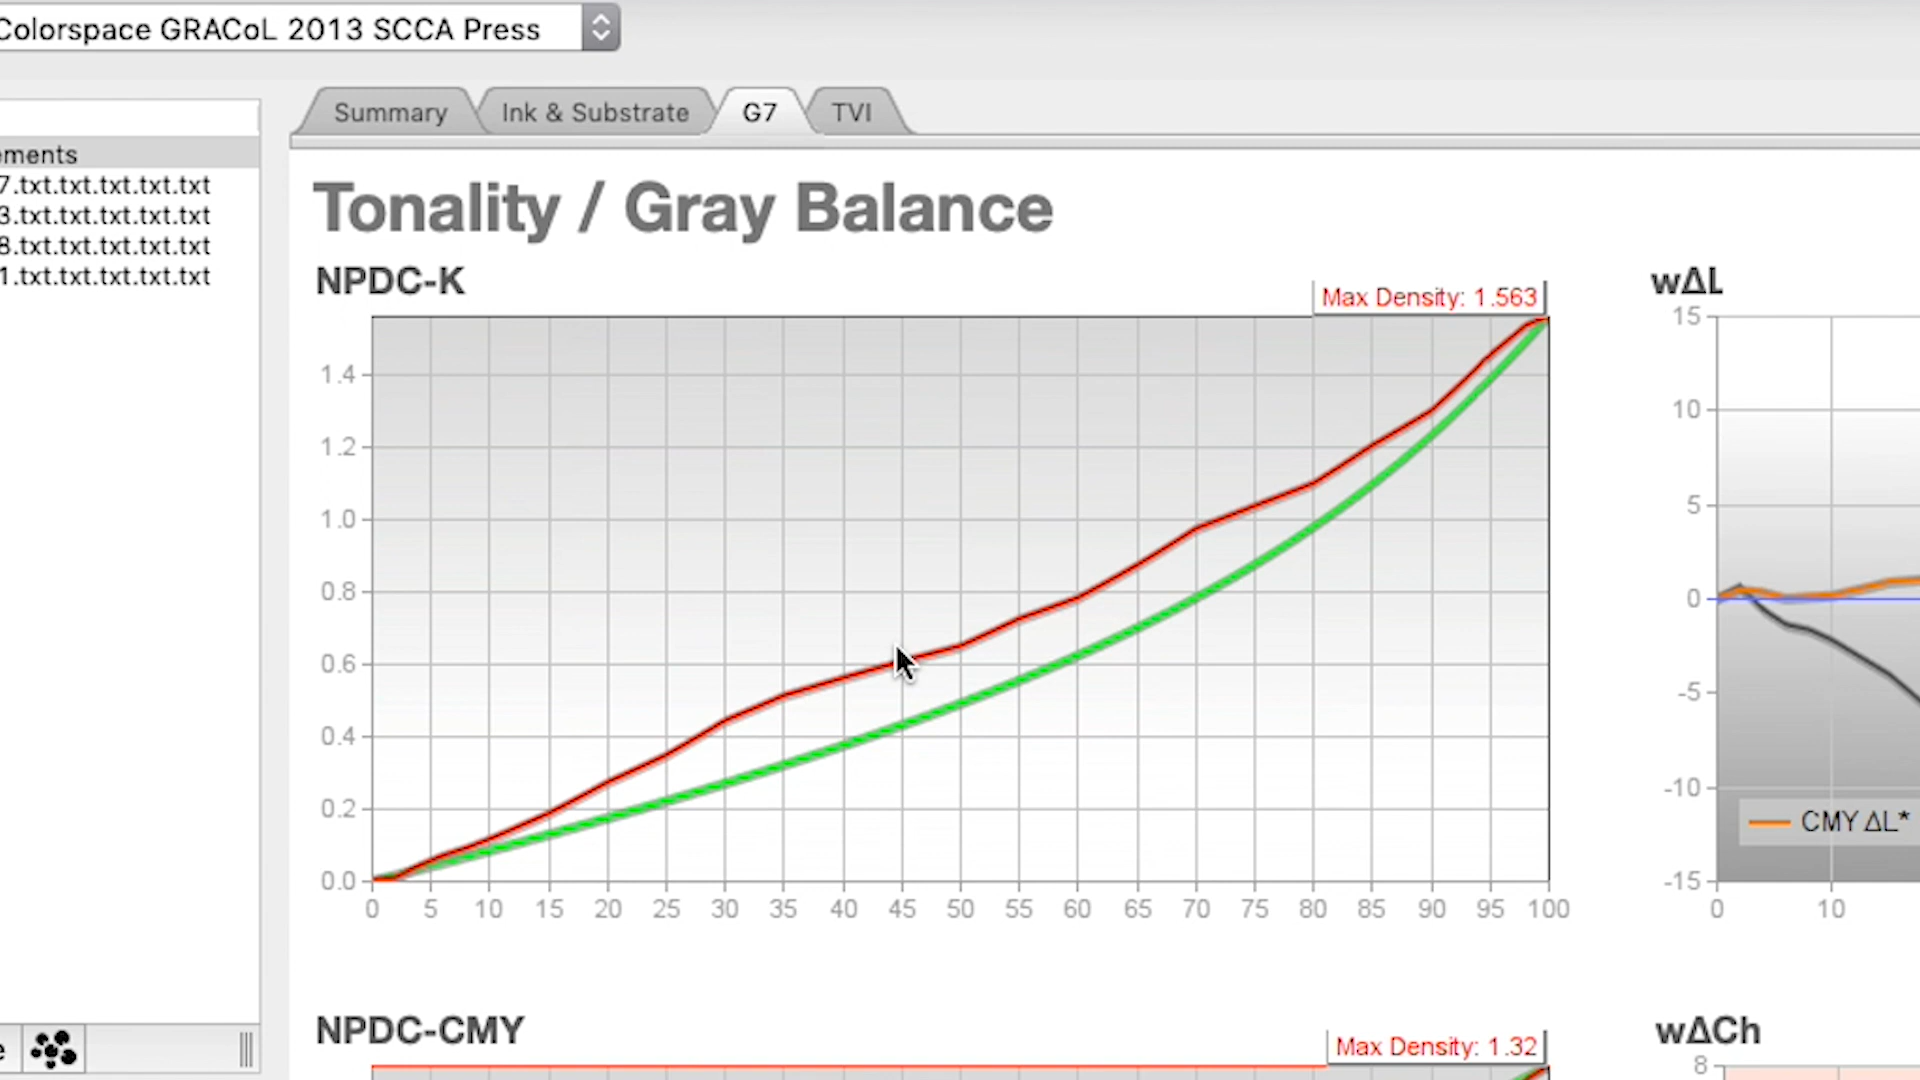 Colorspace GRACoL 2013 SCCA Press
Summary
Ink & Substrate
G7
TVI
ements
7.txt.txt.txt.txt.txt
3.txt.txt.txt.txt.txt
8.txt.txt.txt.txt.txt
1.txt.txt.txt.txt.txt
Tonality / Gray Balance
NPDC-K
Max Density: 1.563
1.4
1.2
1.0
0.8
0.6
0.4
0.2
0.0
0 5 10 15 20 25 30 35 40 45 50 55 60 65 70 75 80 85 90 95 100
w∆L
15
10
5
0
-5
-10
-15
CMY ∆L*
0 10
NPDC-CMY
Max Density: 1.32
w∆Ch
8
e